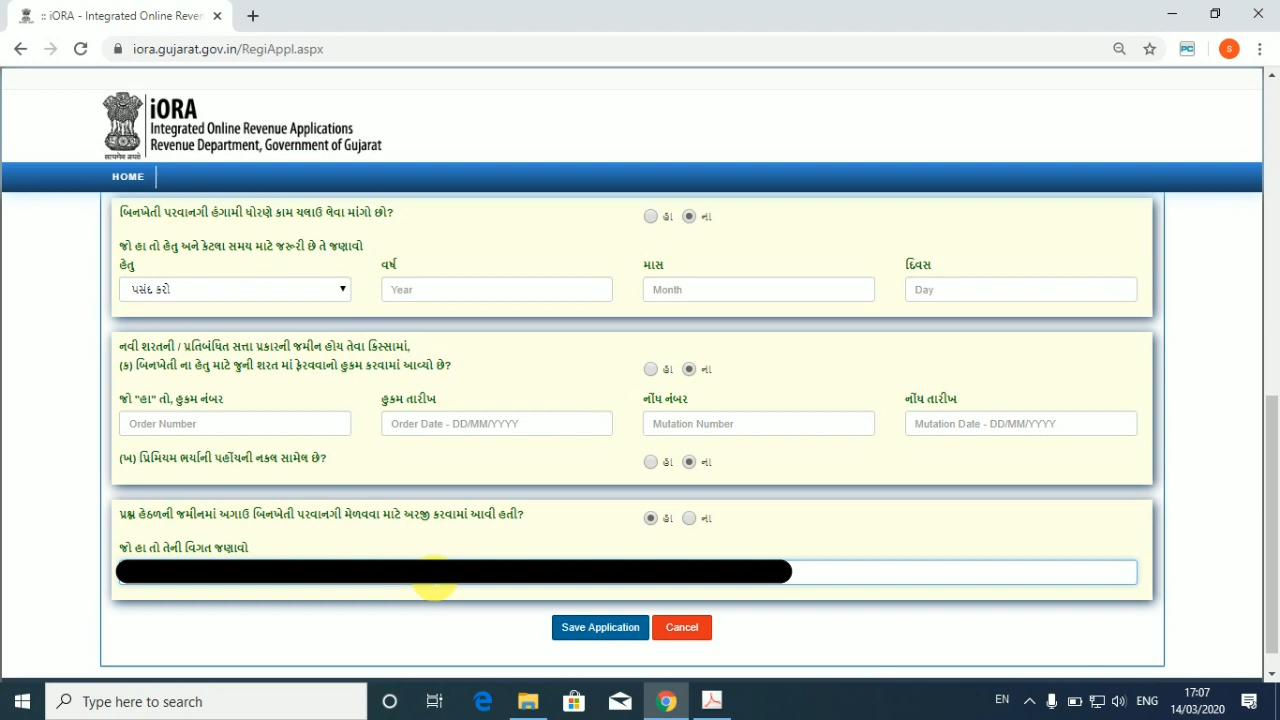 :: iORA - Integrated Online Rever
iora.gujarat.gov.in/RegiAppl.aspx
PC
S
iORA
Integrated Online Revenue Applications
Revenue Department, Government of Gujarat
सत्यमेव जयते
HOME
બિનખેતી પરવાનગી હંગામી ધોરણે કામ ચલાઉ લેવા માંગો છો? હા ના
જો હા તો હેતુ અને કેટલા સમય માટે જરૂરી છે તે જણાવો
હેતુ વર્ષ માસ દિવસ
પસંદ કરો Year Month Day
નવી શરતની / પ્રતિબંધિત સત્તા પ્રકારની જમીન હોય તેવા કિસ્સામાં,
(ક) બિનખેતી ના હેતુ માટે જુની શરત માં ફેરવવાનો હુકમ કરવામાં આવ્યો છે? હા ના
જો "હા" તો, હુકમ નંબર હુકમ તારીખ નોંધ નંબર નોંધ તારીખ
Order Number Order Date - DD/MM/YYYY Mutation Number Mutation Date - DD/MM/YYYY
(ખ) પ્રિમિયમ ભર્યાની પહોંચની નકલ સામેલ છે? હા ના
પ્રશ્ન હેઠળની જમીનમાં અગાઉ બિનખેતી પરવાનગી મેળવવા માટે અરજી કરવામાં આવી હતી? હા ના
જો હા તો તેની વિગત જણાવો
Save Application Cancel
Type here to search
EN ENG 17:07
14/03/2020